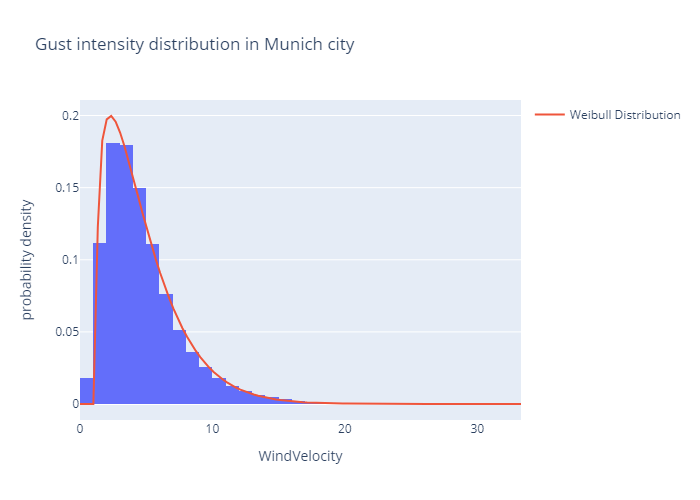 Gust intensity distribution in Munich city
Weibull Distribution
0.2
0.15
0.1
0.05
0
probability density
0
10
20
30
WindVelocity